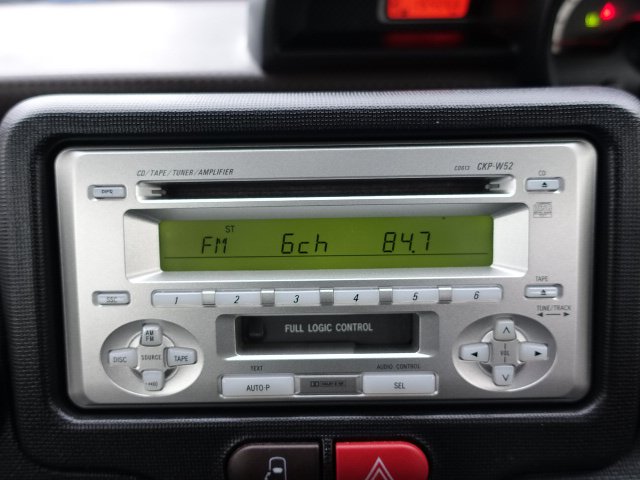 CD/TAPE/TUNER/AMPLIFIER
CD613 CKP-W52
CD
ST
FM 6ch 84.7
TAPE
SSC
1 2 3 4 5 6
TUNE/TRACK
FULL LOGIC CONTROL
AM
FM
DISC SOURCE TAPE
VOL
TEXT AUDIO CONTROL
AUTO·P SEL